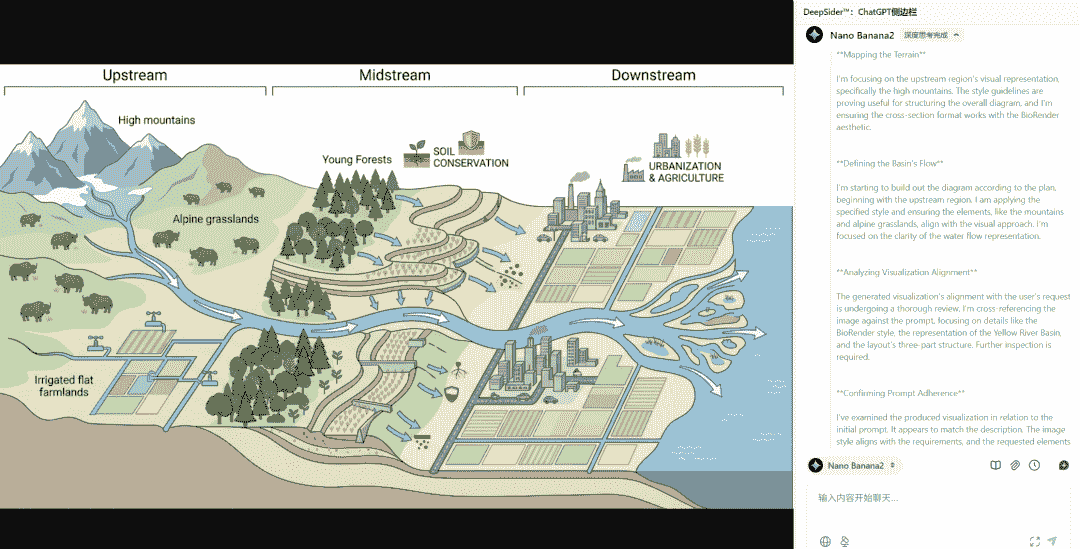 Upstream
Midstream
Downstream
High mountains
Alpine grasslands
Irrigated flat
farmlands
Young Forests
SOIL
CONSERVATION
URBANIZATION
& AGRICULTURE
DeepSider™: ChatGPT侧边栏
Nano Banana2 深度思考完成
**Mapping the Terrain**
I'm focusing on the upstream region's visual representation,
specifically the high mountains. The style guidelines are
proving useful for structuring the overall diagram, and I'm
ensuring the cross-section format works with the BioRender
aesthetic.
**Defining the Basin's Flow**
I'm starting to build out the diagram according to the plan,
beginning with the upstream region. I am applying the
specified style and ensuring the elements, like the mountains
and alpine grasslands, align with the visual approach. I'm
focused on the clarity of the water flow representation.
**Analyzing Visualization Alignment**
The generated visualization's alignment with the user's request
is undergoing a thorough review. I'm cross-referencing the
image against the prompt, focusing on details like the
BioRender style, the representation of the Yellow River Basin,
and the layout's three-part structure. Further inspection is
required.
**Confirming Prompt Adherence**
I've examined the produced visualization in relation to the
initial prompt. It appears to match the description. The image
style aligns with the requirements, and the requested elements
Nano Banana2
输入内容开始聊天...